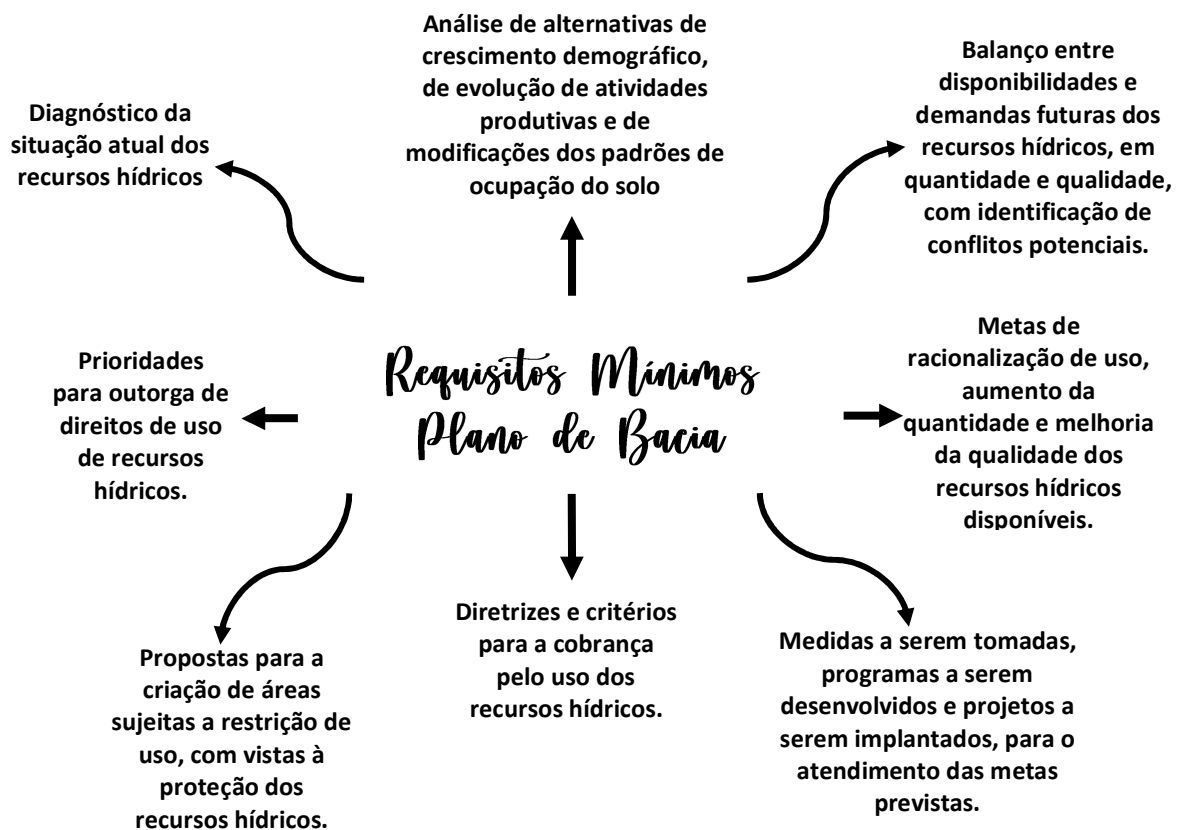 Análise de alternativas de
crescimento demográfico,
de evolução de atividades
produtivas e de
modificações dos padrões de
ocupação do solo
Balanço entre
disponibilidades e
demandas futuras dos
recursos hídricos, em
quantidade e qualidade,
com identificação de
conflitos potenciais.
Diagnóstico da
situação atual dos
recursos hídricos
Requisitos Mínimos
Plano de Bacia
Metas de
racionalização de uso,
aumento da
quantidade e melhoria
da qualidade dos
recursos hídricos
disponíveis.
Prioridades
para outorga de
direitos de uso
de recursos
hídricos.
Propostas para a
criação de áreas
sujeitas a restrição de
uso, com vistas à
proteção dos
recursos hídricos.
Diretrizes e critérios
para a cobrança
pelo uso dos
recursos hídricos.
Medidas a serem tomadas,
programas a serem
desenvolvidos e projetos a
serem implantados, para o
atendimento das metas
previstas.